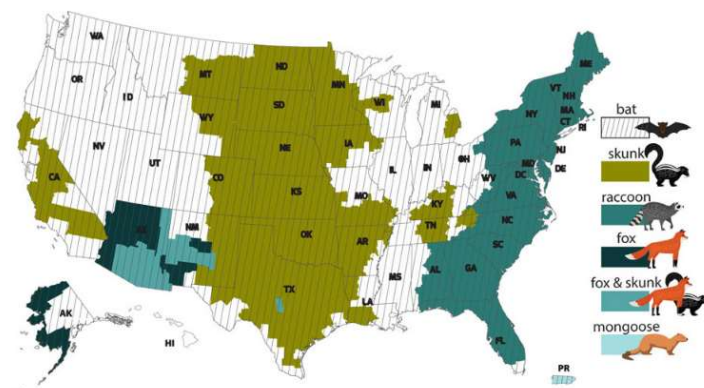 WA
ME
MT
ND
MN
VT
OR
ID
NH
WI
MI
NY
MA
SD
CT
WY
RI
bat
IA
PA
NV
NE
NJ
skunk
UT
IL
IN
OH
MD
DE
CA
CO
WV
DC
KS
MO
VA
KY
raccoon
NC
NM
TN
OK
AR
SC
fox
MS
AL
GA
TX
fox & skunk
LA
AK
HI
FL
mongoose
PR